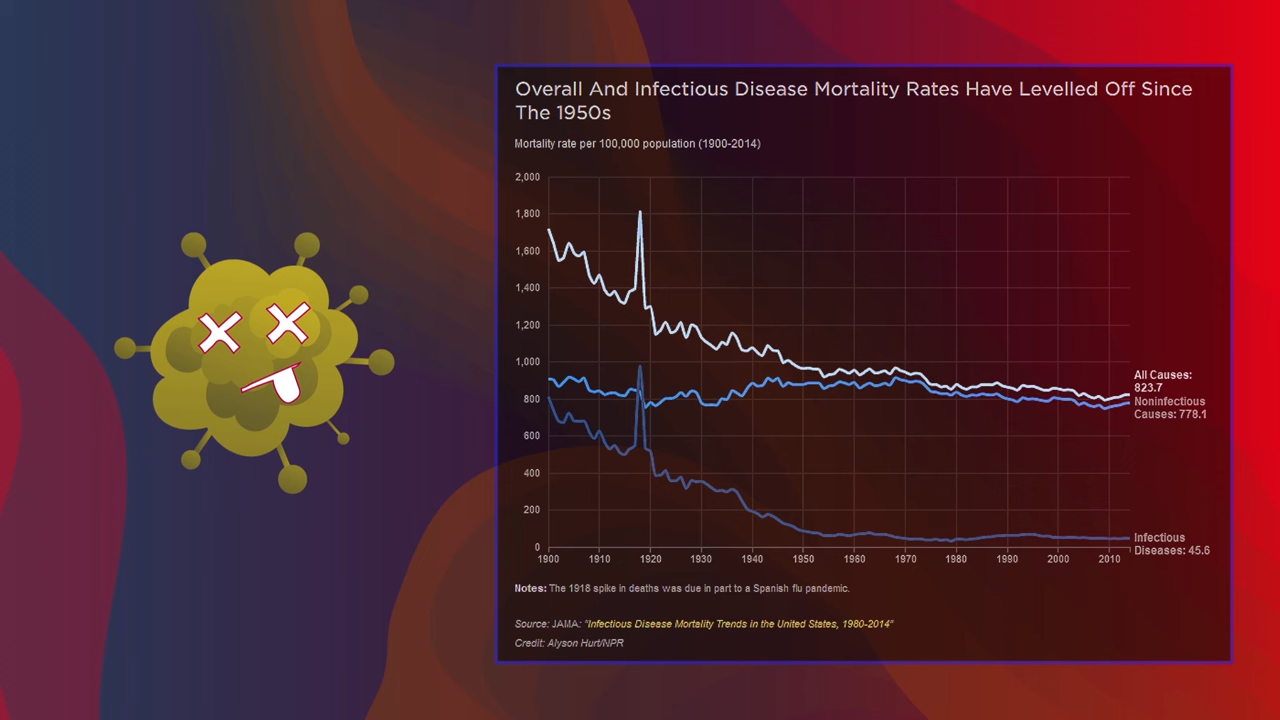 Overall And Infectious Disease Mortality Rates Have Levelled Off Since
The 1950s
Mortality rate per 100,000 population (1900-2014)
2,000
1,800
1,600
1,400
1,200
1,000
800
600
400
200
0
1900 1910 1920 1930 1940 1950 1960 1970 1980 1990 2000 2010
All Causes:
823.7
Noninfectious
Causes: 778.1
Infectious
Diseases: 45.6
Notes: The 1918 spike in deaths was due in part to a Spanish flu pandemic.
Source: JAMA: "Infectious Disease Mortality Trends in the United States, 1980-2014"
Credit: Alyson Hurt/NPR